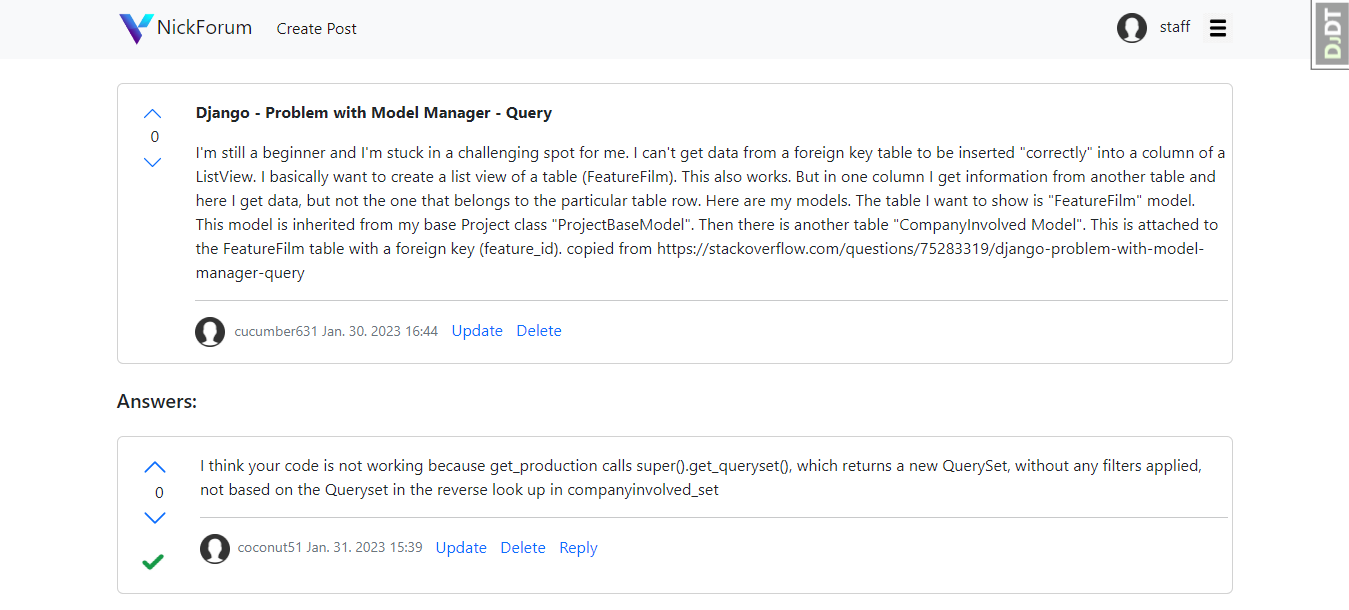 NickForum Create Post staff
DJDT
0
Django - Problem with Model Manager - Query
I'm still a beginner and I'm stuck in a challenging spot for me. I can't get data from a foreign key table to be inserted "correctly" into a column of a
ListView. I basically want to create a list view of a table (FeatureFilm). This also works. But in one column I get information from another table and
here I get data, but not the one that belongs to the particular table row. Here are my models. The table I want to show is "FeatureFilm" model.
This model is inherited from my base Project class "ProjectBaseModel". Then there is another table "CompanyInvolved Model". This is attached to
the FeatureFilm table with a foreign key (feature_id). copied from https://stackoverflow.com/questions/75283319/django-problem-with-model-
manager-query
cucumber631 Jan. 30. 2023 16:44 Update Delete
Answers:
0
I think your code is not working because get_production calls super().get_queryset(), which returns a new QuerySet, without any filters applied,
not based on the Queryset in the reverse look up in companyinvolved_set
coconut51 Jan. 31. 2023 15:39 Update Delete Reply